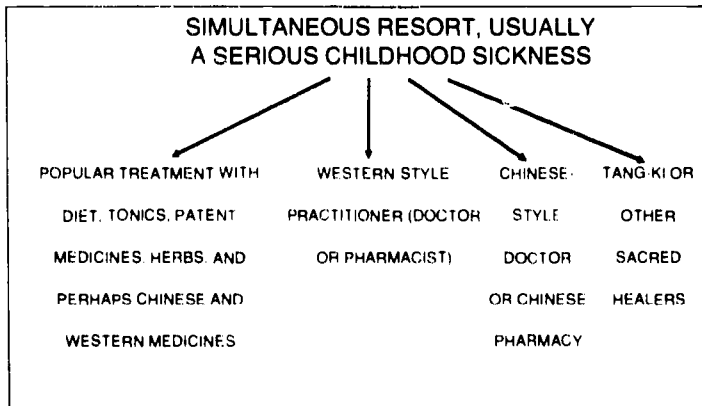 SIMULTANEOUS RESORT, USUALLY
A SERIOUS CHILDHOOD SICKNESS
POPULAR TREATMENT WITH
DIET, TONICS, PATENT
MEDICINES, HERBS, AND
PERHAPS CHINESE AND
WESTERN MEDICINES
WESTERN STYLE
PRACTITIONER (DOCTOR
OR PHARMACIST)
CHINESE-
STYLE
DOCTOR
OR CHINESE
PHARMACY
TANG-KI OR
OTHER
SACRED
HEALERS